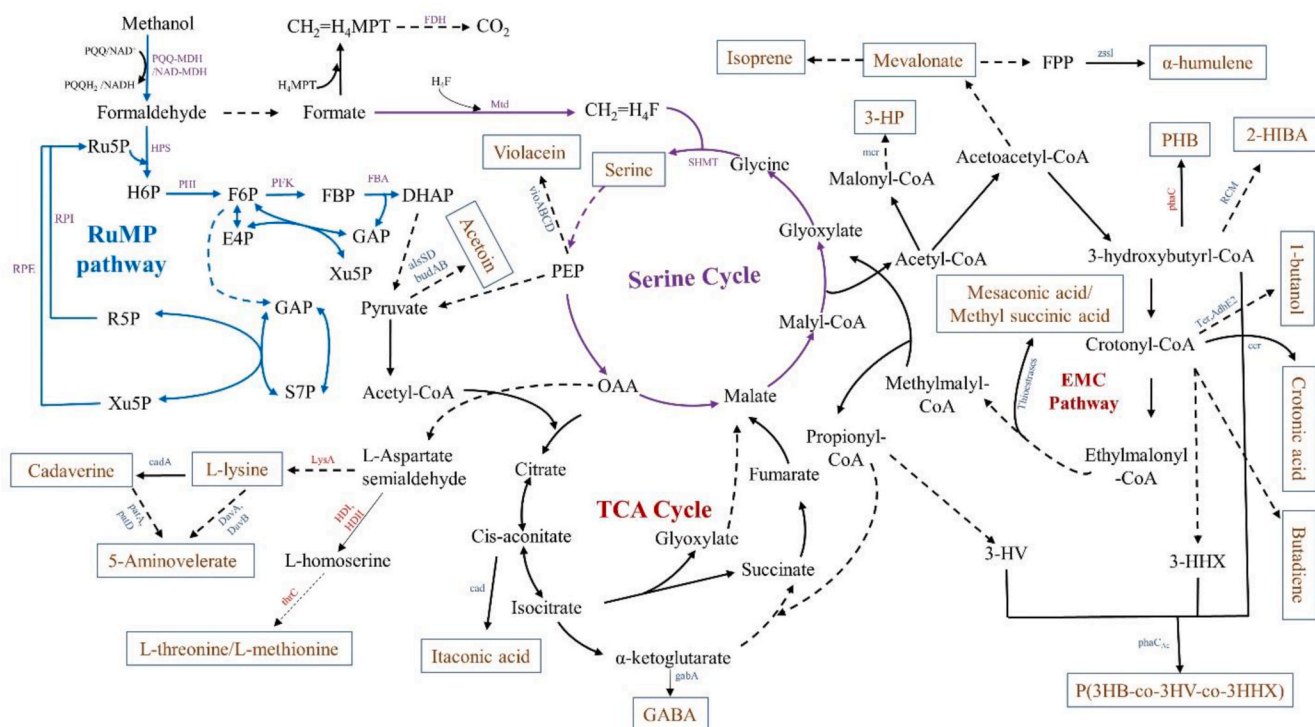 Methanol
PQQ/NAD⁺
PQQ-MDH
/NAD-MDH
PQQH₂ /NADH
Formaldehyde
CH₂=H₄MPT
FDH
CO₂
H₄MPT
Formate
H₄F
Mtd
CH₂=H₄F
Ru5P
HPS
H6P
PHI
F6P
PFK
FBP
FBA
DHAP
E4P
GAP
Xu5P
RuMP
pathway
RPI
RPE
R5P
GAP
S7P
Xu5P
Violacein
vioABCD
Serine
SHMT
Glycine
Glyoxylate
Serine Cycle
Malyl-CoA
Malate
OAA
PEP
Acetoin
alsSD
budAB
Pyruvate
Acetyl-CoA
Isoprene
Mevalonate
FPP
zssl
α-humulene
3-HP
mcr
Malonyl-CoA
Acetoacetyl-CoA
Acetyl-CoA
PHB
phaC
2-HIBA
RCM
3-hydroxybutyrl-CoA
1-butanol
Ter,AdhE2
Mesaconic acid/
Methyl succinic acid
Thioestrases
Crotonyl-CoA
ccr
Crotonic acid
EMC
Pathway
Methylmalyl-
CoA
Ethylmalonyl
-CoA
Propionyl-
CoA
Butadiene
3-HV
3-HHX
phaC_Ac
P(3HB-co-3HV-co-3HHX)
Cadaverine
cadA
L-lysine
LysA
L-Aspartate
semialdehyde
patA,
patD
DavA,
DavB
5-Aminovelerate
HDI,
HDH
L-homoserine
thrC
L-threonine/L-methionine
Citrate
Cis-aconitate
cad
Itaconic acid
Isocitrate
TCA Cycle
Glyoxylate
Fumarate
Succinate
α-ketoglutarate
gabA
GABA